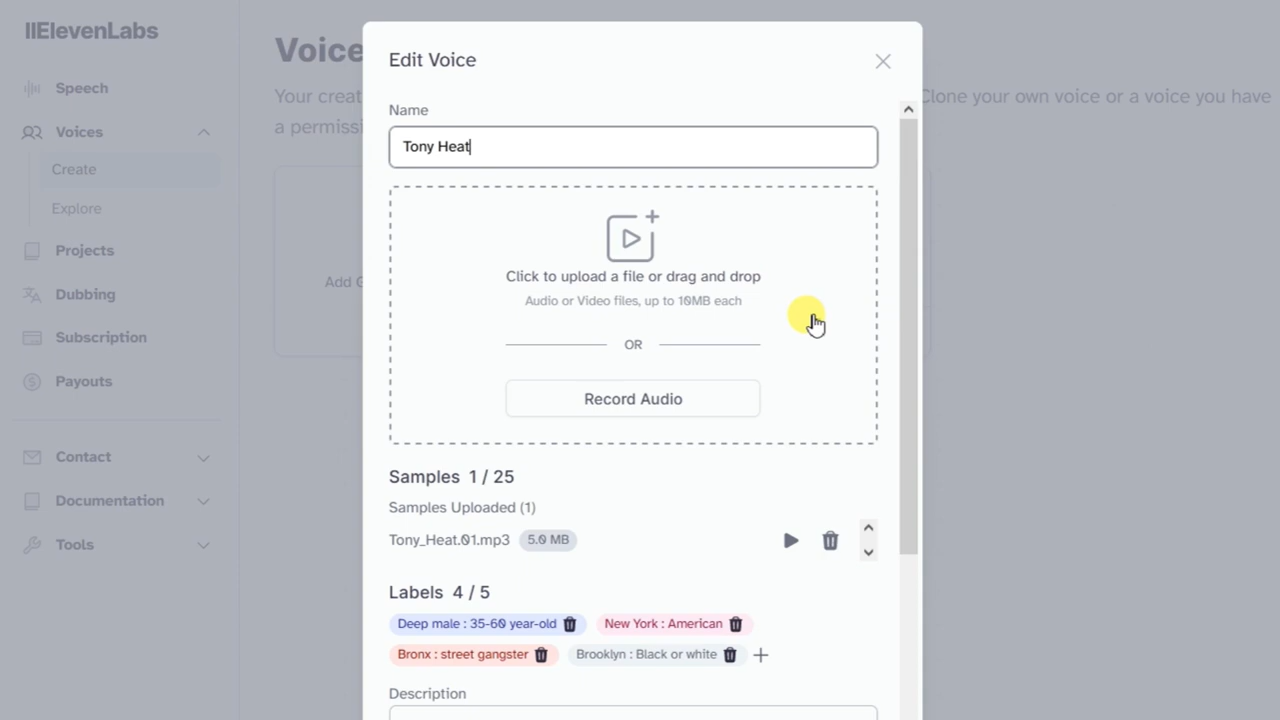 IIElevenLabs
Edit Voice
Voice
Your creat
Clone your own voice or a voice you have
a permissi
Speech
Voices
Create
Explore
Projects
Dubbing
Subscription
Payouts
Contact
Documentation
Tools
Add G
Name
Tony Heat
Click to upload a file or drag and drop
Audio or Video files, up to 10MB each
OR
Record Audio
Samples 1 / 25
Samples Uploaded (1)
Tony_Heat.01.mp3 5.0 MB
Labels 4 / 5
Deep male : 35-60 year-old New York : American
Bronx : street gangster Brooklyn : Black or white
Description